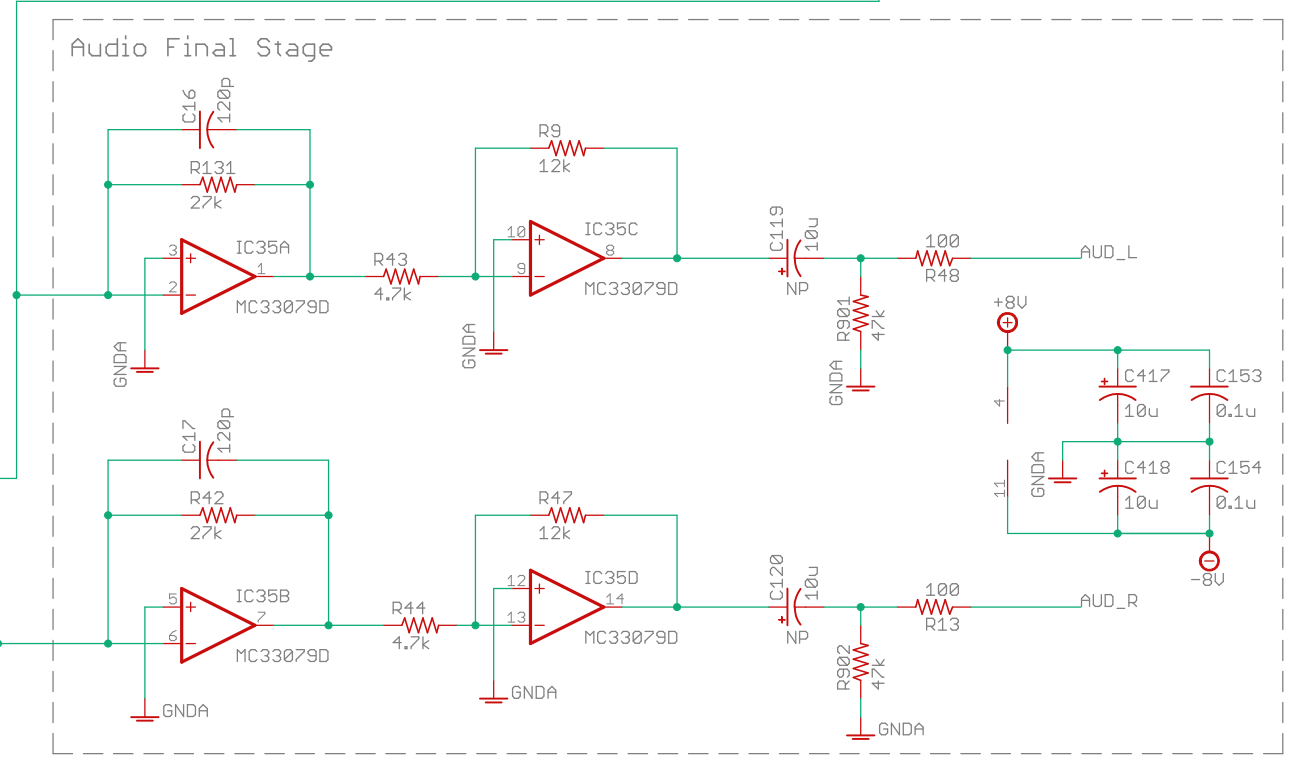 Audio Final Stage
C16
120p
R131
27k
IC35A
3
+
2
−
1
MC33079D
GNDA
R43
4.7k
R9
12k
IC35C
10
+
9
−
8
MC33079D
GNDA
C119
10u
+
NP
R901
47k
GNDA
100
R48
AUD_L
+8V
+
4
11
GNDA
+
C417
10u
C153
0.1u
+
C418
10u
C154
0.1u
−
-8V
C17
120p
R42
27k
IC35B
5
+
6
−
7
MC33079D
GNDA
R44
4.7k
R47
12k
IC35D
12
+
13
−
14
MC33079D
GNDA
C120
10u
+
NP
R902
47k
GNDA
100
R13
AUD_R